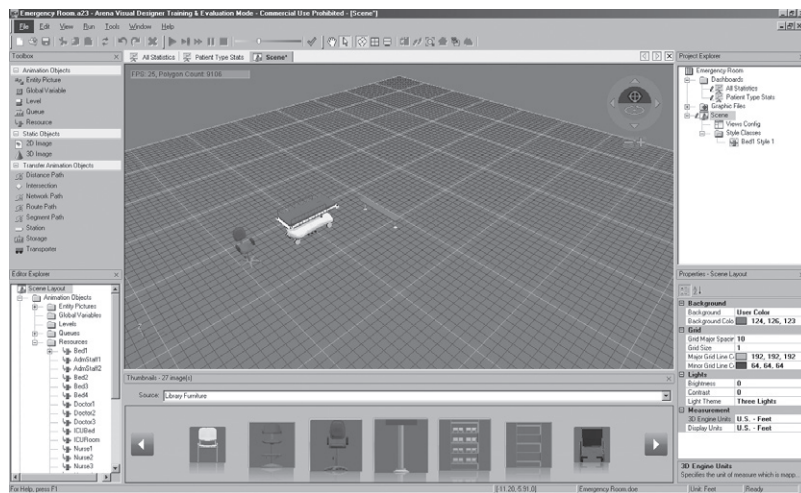 Emergency Room.a23 - Arena Visual Designer Training & Evaluation Mode - Commercial Use Prohibited - [Scene*]
File Edit View Run Tools Window Help
Toolbox
Animation Objects
Entity Picture
Global Variable
Level
Queue
Resource
Static Objects
2D Image
3D Image
Transfer Animation Objects
Distance Path
Intersection
Network Path
Route Path
Segment Path
Station
Storage
Transporter
Editor Explorer
Scene Layout
Animation Objects
Entity Pictures
Global Variables
Levels
Queues
Resources
Bed1
AdmStaff1
AdmStaff2
Bed2
Bed3
Bed4
Doctor1
Doctor2
Doctor3
ICUBed
ICURoom
Nurse1
Nurse2
Nurse3
All Statistics Patient Type Stats Scene*
FPS: 26, Polygon Count: 9186
Thumbnails - 27 image(s)
Source: Library Furniture
Project Explorer
Emergency Room
Dashboards
All Statistics
Patient Type Stats
Graphic Files
Scene
Views Config
Style Classes
Bed1 Style 1
Properties - Scene Layout
Background
Background User Color
Background Colo 124, 126, 123
Grid
Grid Major Spacer 10
Grid Size 1
Major Grid Line C 192, 192, 192
Minor Grid Line C 64, 64, 64
Lights
Brightness 0
Contrast 0
Light Theme Three Lights
Measurement
3D Engine Units U.S. - Feet
Display Units U.S. - Feet
3D Engine Units
Specifies the unit of measure which is mapp...
For Help, press F1
[-11.20,-5.91,0] Emergency Room.doe Unit: Feet Ready